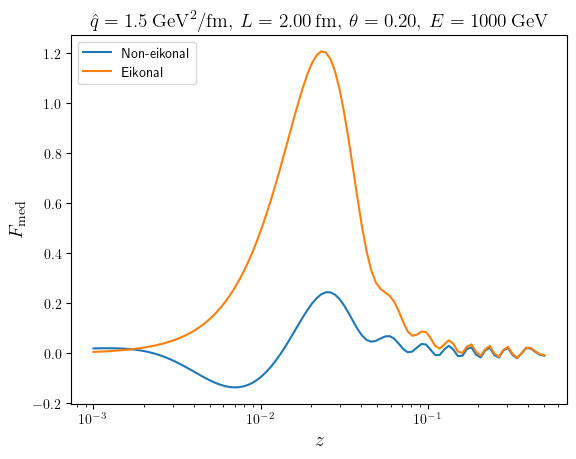 q̂ = 1.5 GeV²/fm, L = 2.00 fm, θ = 0.20, E = 1000 GeV
Non-eikonal
Eikonal
1.2
1.0
0.8
0.6
0.4
0.2
0.0
−0.2
F_med
10⁻³
10⁻²
10⁻¹
z